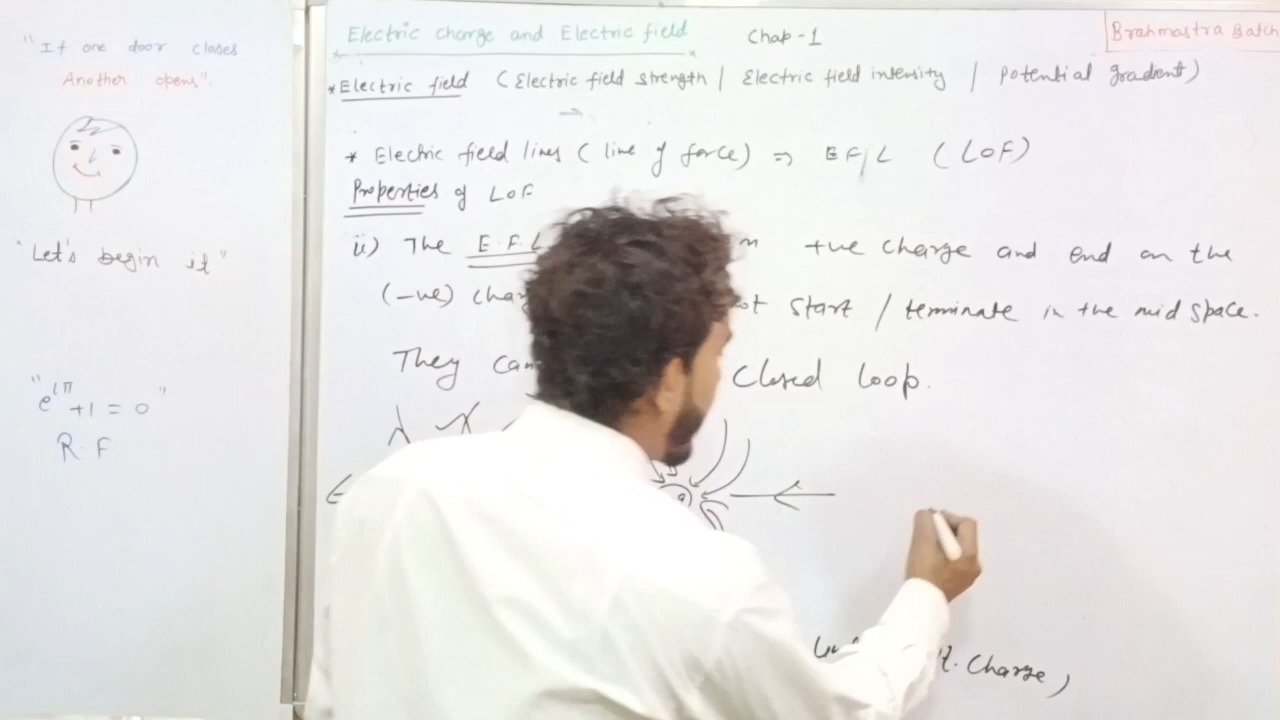 "If one door closes
Another opens".
"Let's begin it"
"e^iπ +1 = 0"
R. F.
Electric charge and Electric field Chap-1
Brahmastra Batch
* Electric field (Electric field strength / Electric field intensity / Potential gradient)
* Electric field lines (line of force) ⇒ E.F.L (LOF)
Properties of LOF
ii) The E.F.L +ve charge and end on the
(-ve) start / terminate in the mid space.
They closed loop.
q
charge)